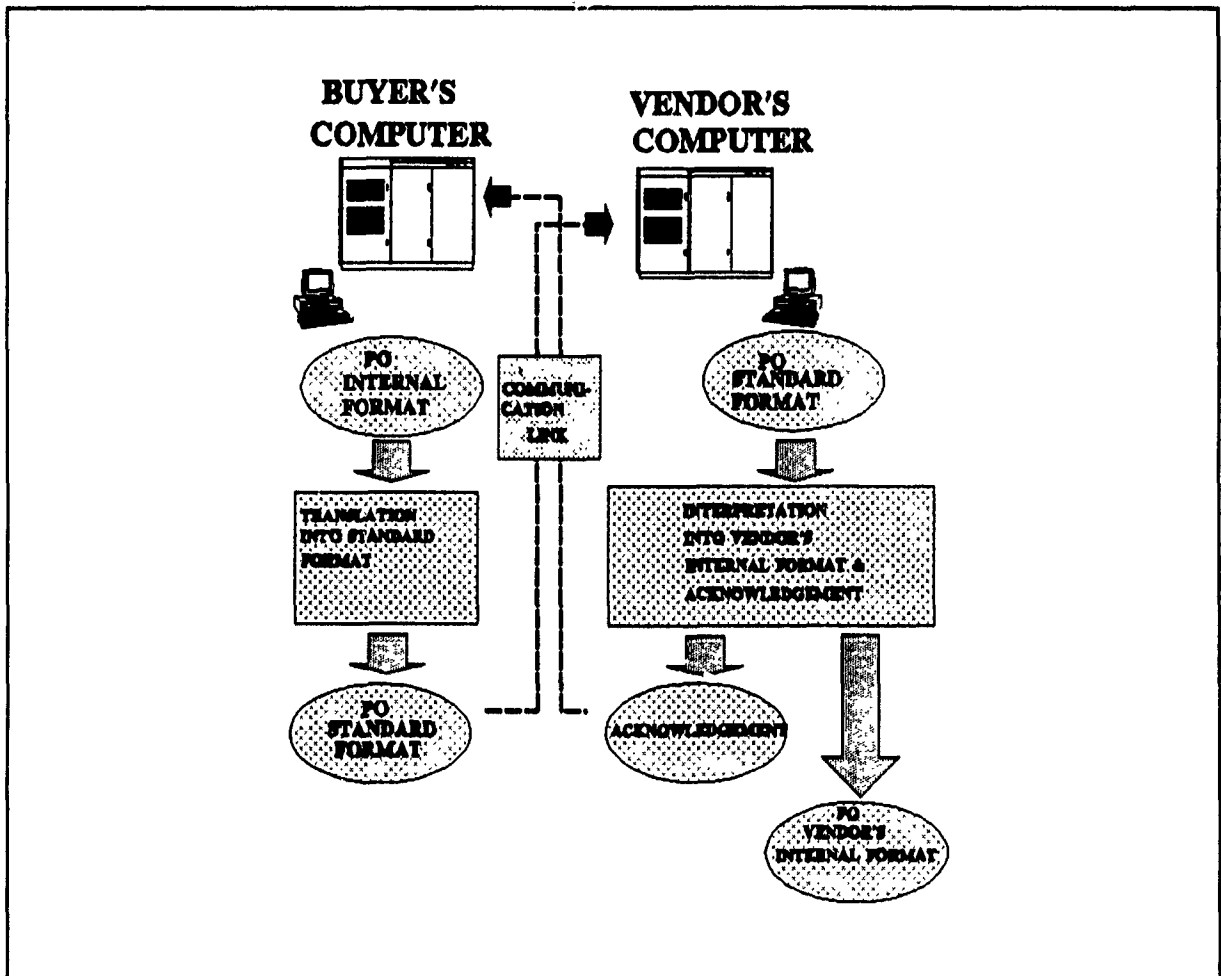 BUYER'S
COMPUTER
VENDOR'S
COMPUTER
PO
INTERNAL
FORMAT
COMMUNI-
CATION
LINK
PO
STANDARD
FORMAT
TRANSLATION
INTO STANDARD
FORMAT
INTERPRETATION
INTO VENDOR'S
INTERNAL FORMAT &
ACKNOWLEDGEMENT
PO
STANDARD
FORMAT
ACKNOWLEDGEMENT
PO
VENDOR'S
INTERNAL FORMAT